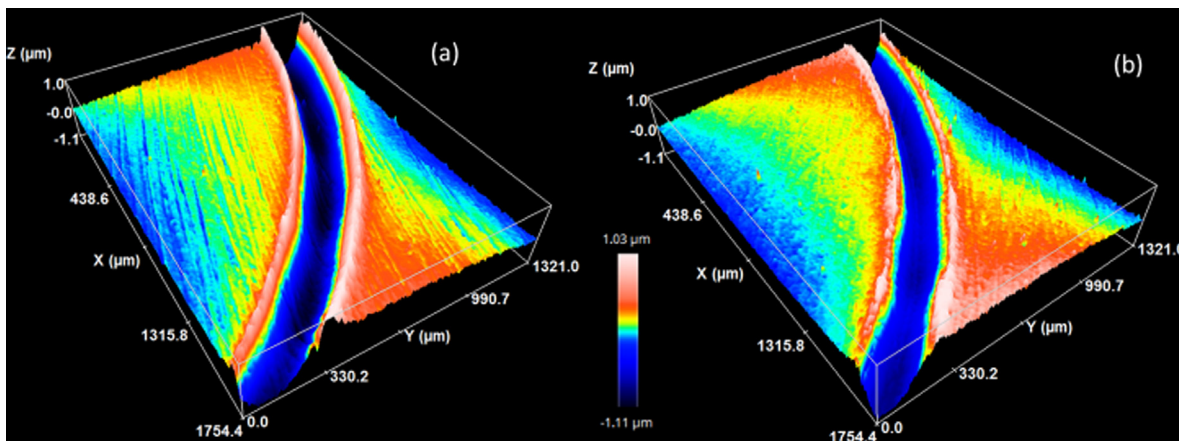 (a)
Z (µm)
1.0
-0.0
-1.1
438.6
X (µm)
1315.8
1754.4
0.0
330.2
Y (µm)
990.7
1321.0
1.03 µm
-1.11 µm
(b)
Z (µm)
1.0
-0.0
-1.1
438.6
X (µm)
1315.8
1754.4
0.0
330.2
Y (µm)
990.7
1321.0